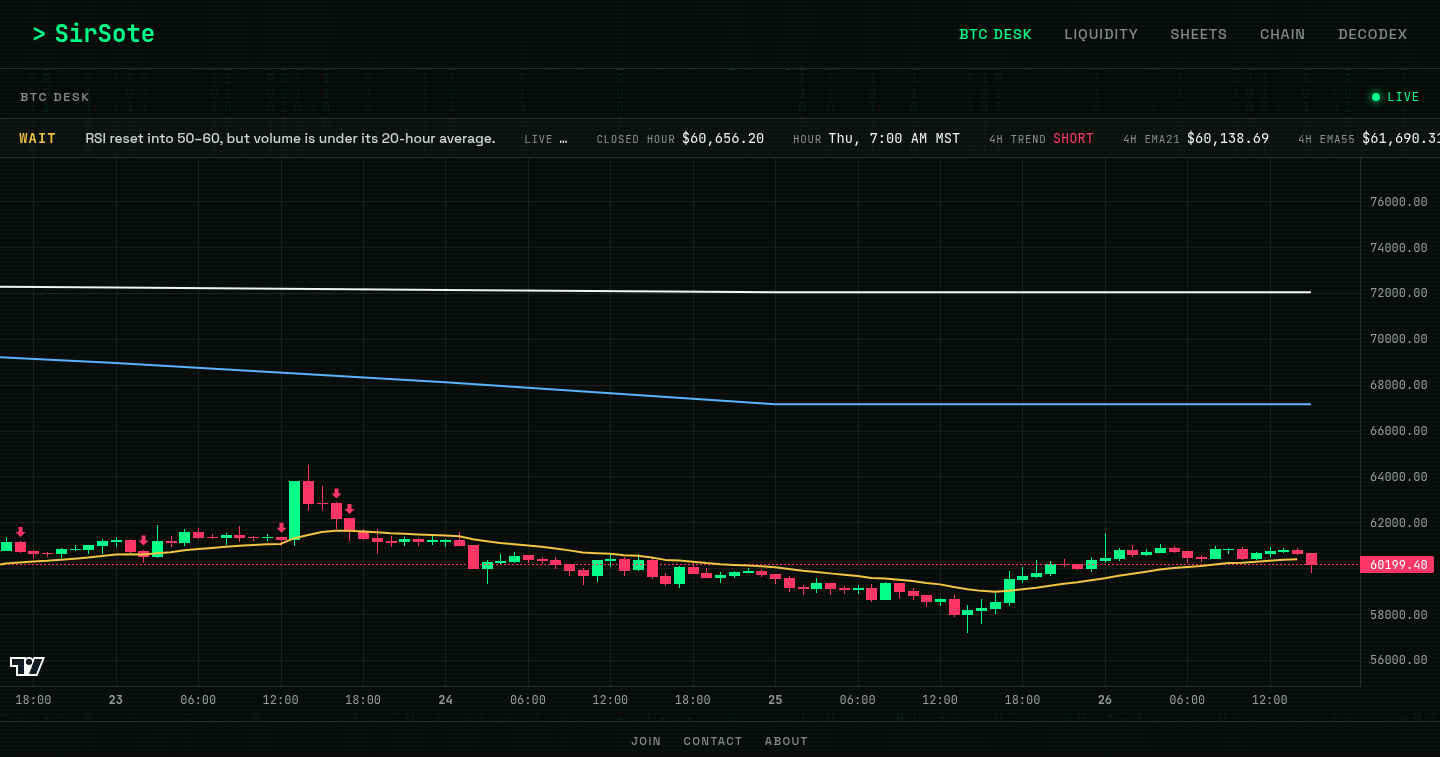 > SirSote
BTC DESK LIQUIDITY SHEETS CHAIN DECODEX
BTC DESK
LIVE
WAIT RSI reset into 50–60, but volume is under its 20-hour average. LIVE … CLOSED HOUR $60,656.20 HOUR Thu, 7:00 AM MST 4H TREND SHORT 4H EMA21 $60,138.69 4H EMA55 $61,690.31
76000.00
74000.00
72000.00
70000.00
68000.00
66000.00
64000.00
62000.00
60199.40
58000.00
56000.00
18:00 23 06:00 12:00 18:00 24 06:00 12:00 18:00 25 06:00 12:00 18:00 26 06:00 12:00
JOIN CONTACT ABOUT